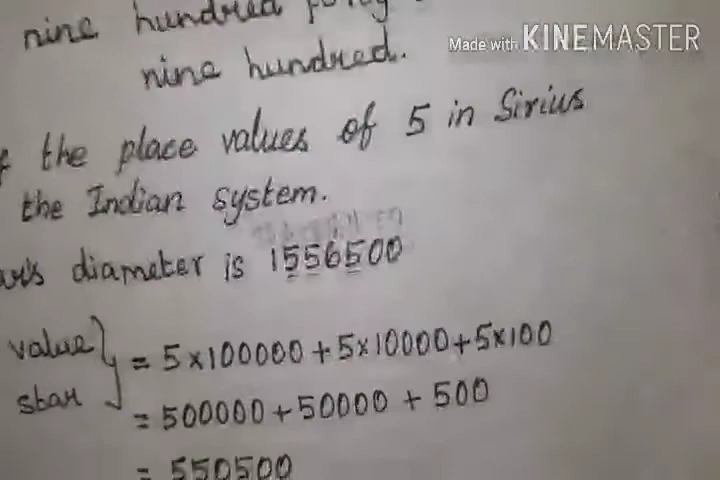 nine hundred
Made with KINEMASTER
nine hundred.
the place values of 5 in Sirius
the Indian system.
diameter is 1556500
value} = 5×100000 + 5×10000 + 5×100
star
= 500000 + 50000 + 500
= 550500